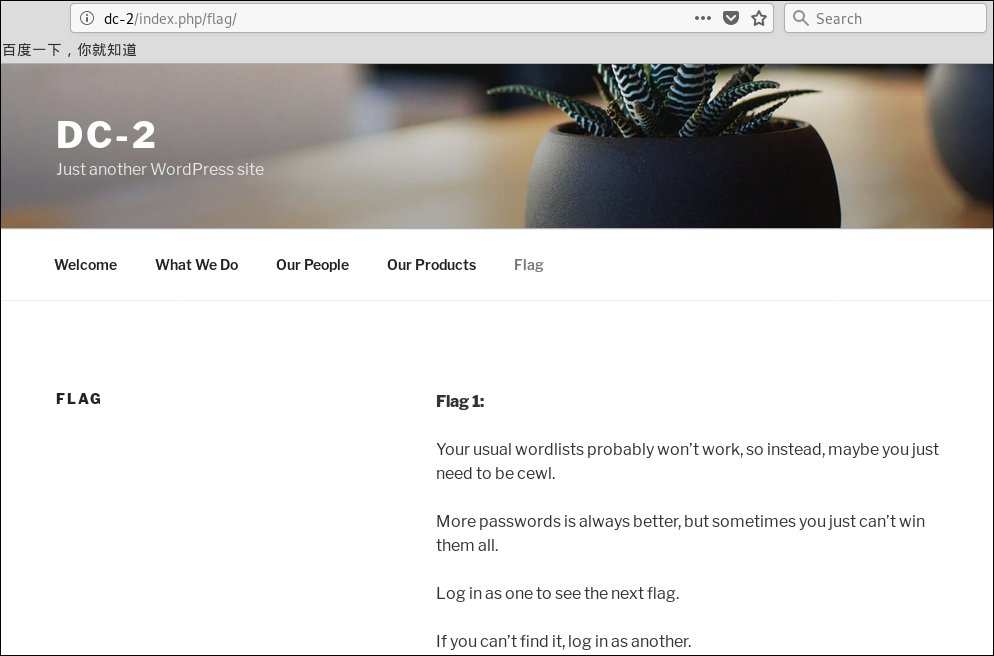 dc-2/index.php/flag/
Search
百度一下，你就知道
DC-2
Just another WordPress site
Welcome What We Do Our People Our Products Flag
FLAG
Flag 1:
Your usual wordlists probably won’t work, so instead, maybe you just
need to be cewl.
More passwords is always better, but sometimes you just can’t win
them all.
Log in as one to see the next flag.
If you can’t find it, log in as another.